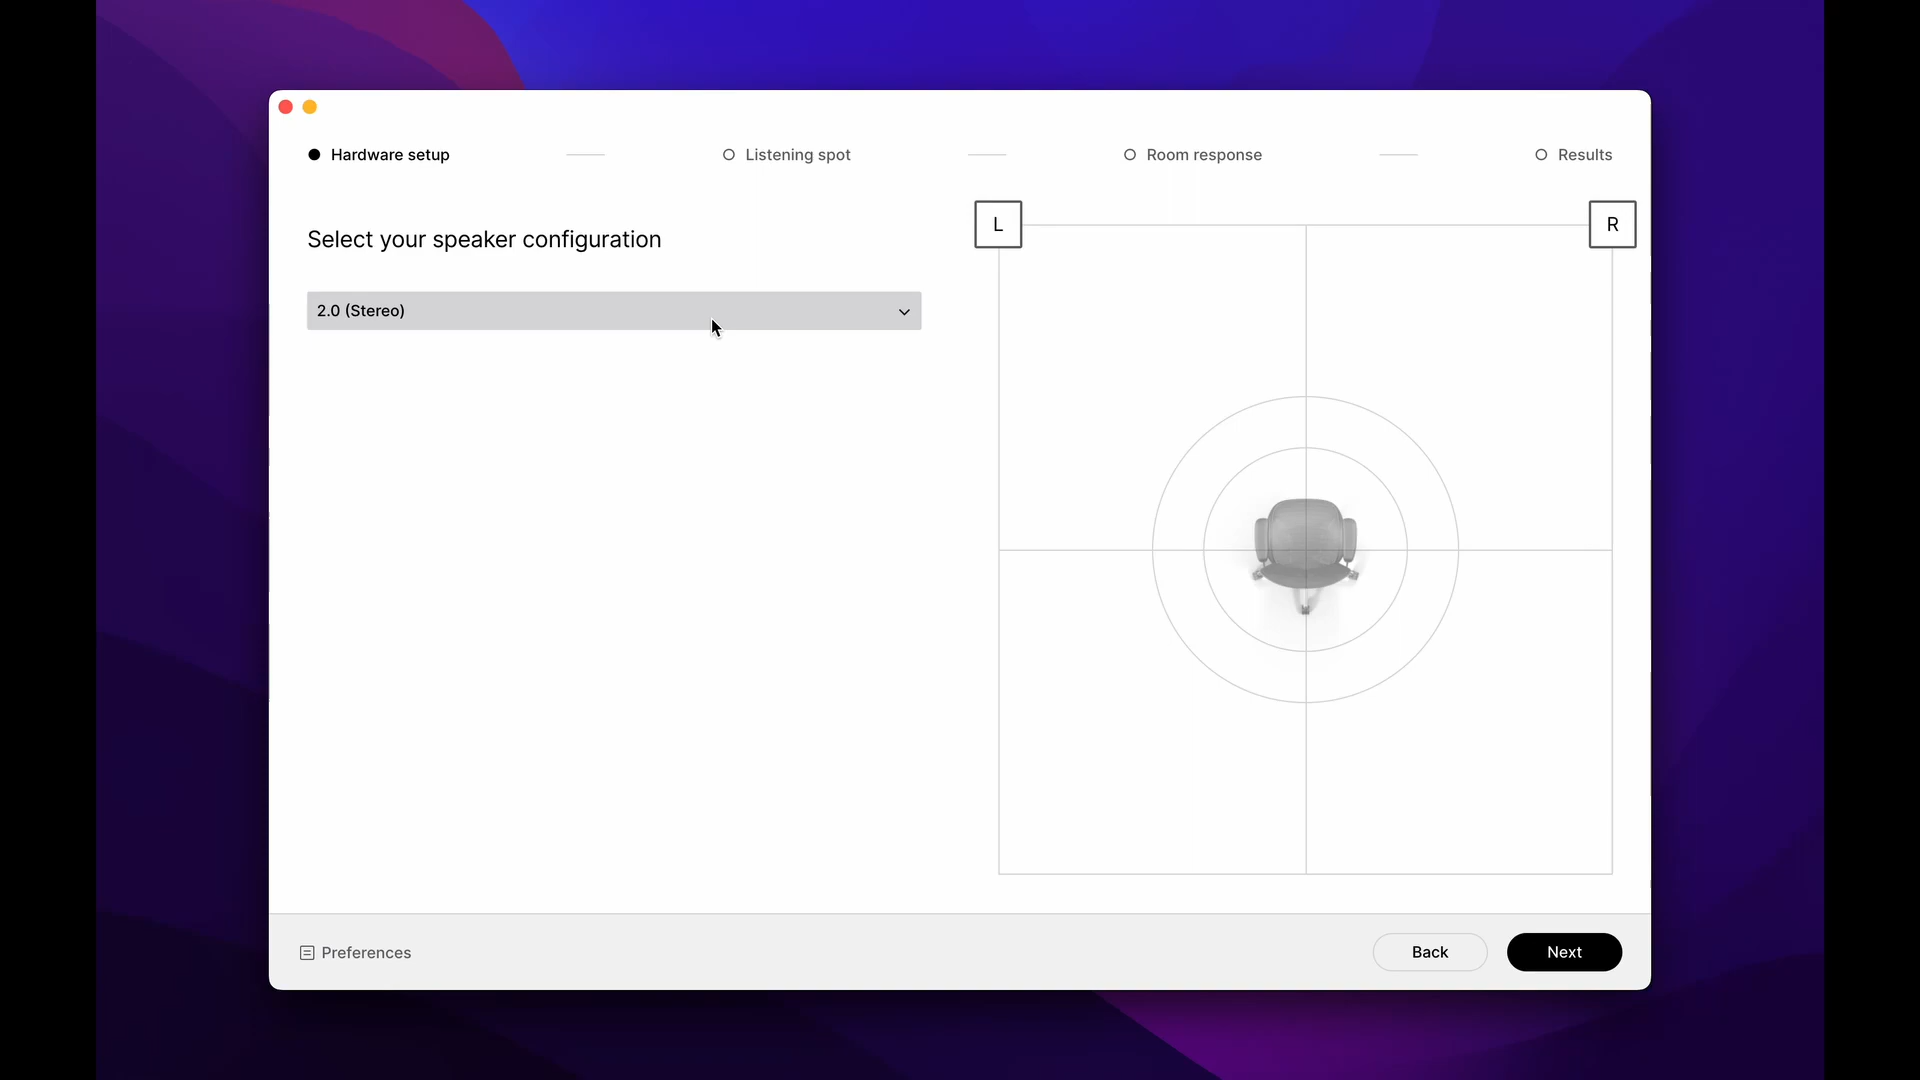 Hardware setup
Listening spot
Room response
Results
Select your speaker configuration
2.0 (Stereo)
L
R
Preferences
Back
Next